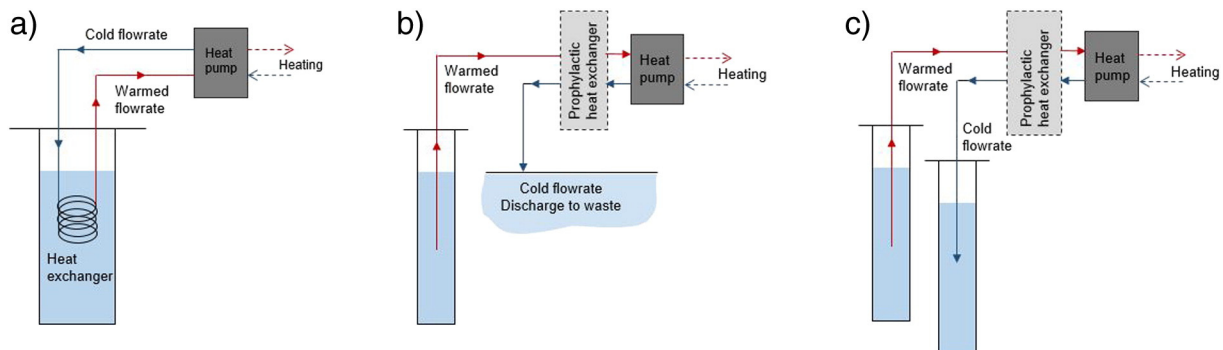 a)
Cold flowrate
Heat
pump
Heating
Warmed
flowrate
Heat
exchanger
b)
Warmed
flowrate
Prophylactic
heat exchanger
Heat
pump
Heating
Cold flowrate
Discharge to waste
c)
Warmed
flowrate
Prophylactic
heat exchanger
Heat
pump
Heating
Cold
flowrate